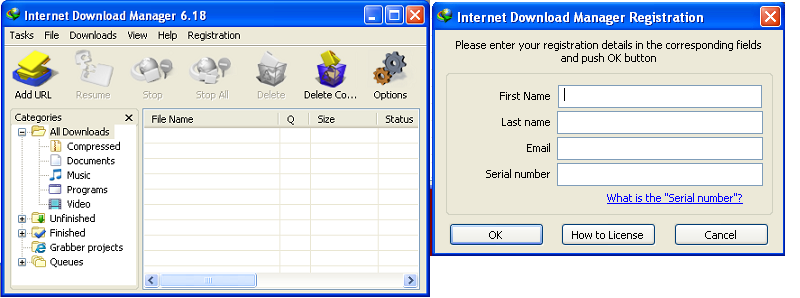 Internet Download Manager 6.18
Tasks File Downloads View Help Registration
Add URL Resume Stop Stop All Delete Delete Co... Options
Categories
File Name Q Size Status
All Downloads
Compressed
Documents
Music
Programs
Video
Unfinished
Finished
Grabber projects
Queues
Internet Download Manager Registration
Please enter your registration details in the corresponding fields
and push OK button
First Name
Last name
Email
Serial number
What is the "Serial number"?
OK How to License Cancel